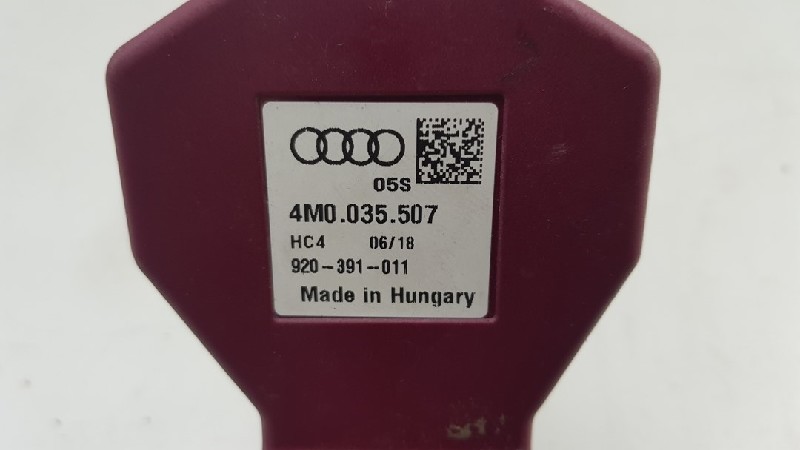 05S
4M0.035.507
HC4 06/18
920-391-011
Made in Hungary